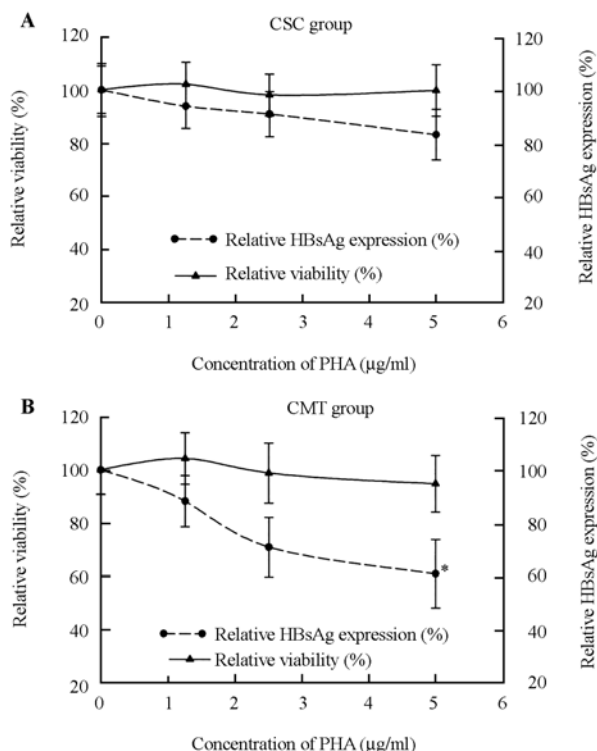 A
CSC group
120
100
80
60
40
20
Relative viability (%)
120
100
80
60
40
20
Relative HBsAg expression (%)
Relative HBsAg expression (%)
Relative viability (%)
0 1 2 3 4 5 6
Concentration of PHA (μg/ml)
B
CMT group
120
100
80
60
40
20
Relative viability (%)
120
100
80
60
40
20
Relative HBsAg expression (%)
*
Relative HBsAg expression (%)
Relative viability (%)
0 1 2 3 4 5 6
Concentration of PHA (μg/ml)